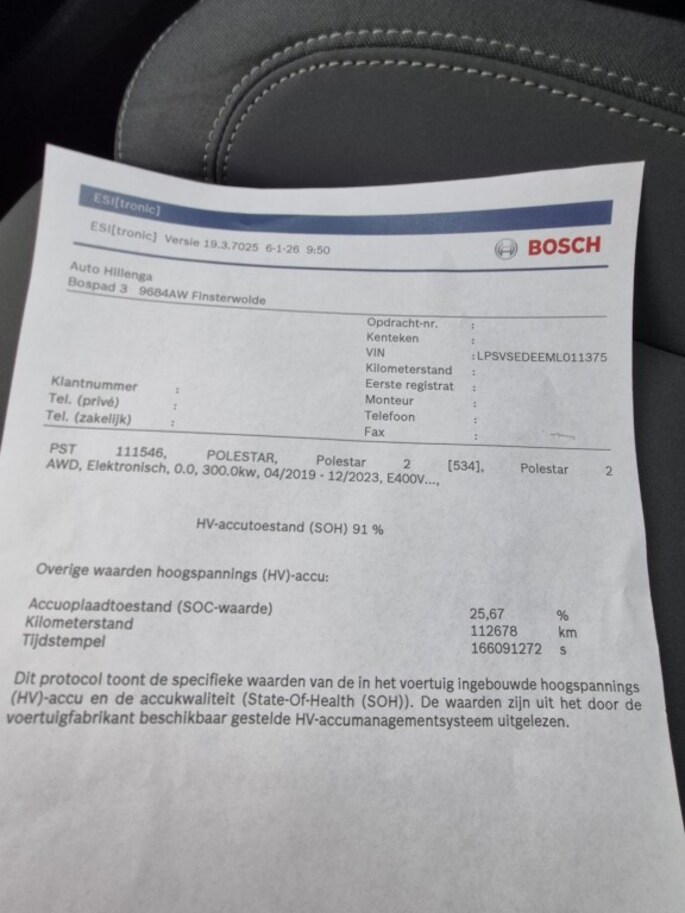 ESI[tronic]
ESI[tronic] Versie 19.3.7025 6-1-26 9:50
BOSCH
Auto Hillenga
Bospad 3 9684AW Finsterwolde
Opdracht-nr. :
Kenteken :
VIN :LPSVSEDEEML011375
Kilometerstand :
Klantnummer : Eerste registrat :
Tel. (privé) : Monteur :
Tel. (zakelijk) : Telefoon :
Fax :
PST 111546, POLESTAR, Polestar 2 [534], Polestar 2
AWD, Elektronisch, 0.0, 300.0kw, 04/2019 - 12/2023, E400V...,
HV-accutoestand (SOH) 91 %
Overige waarden hoogspannings (HV)-accu:
Accuoplaadtoestand (SOC-waarde) 25,67 %
Kilometerstand 112678 km
Tijdstempel 166091272 s
Dit protocol toont de specifieke waarden van de in het voertuig ingebouwde hoogspannings
(HV)-accu en de accukwaliteit (State-Of-Health (SOH)). De waarden zijn uit het door de
voertuigfabrikant beschikbaar gestelde HV-accumanagementsysteem uitgelezen.